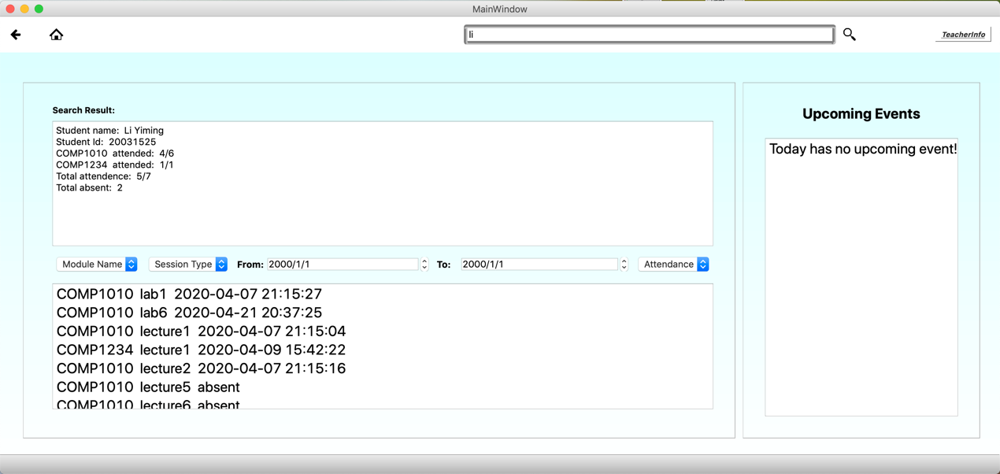 MainWindow
li
TeacherInfo
Search Result:
Student name: Li Yiming
Student Id: 20031525
COMP1010 attended: 4/6
COMP1234 attended: 1/1
Total attendence: 5/7
Total absent: 2
Module Name Session Type From: 2000/1/1 To: 2000/1/1 Attendance
COMP1010 lab1 2020-04-07 21:15:27
COMP1010 lab6 2020-04-21 20:37:25
COMP1010 lecture1 2020-04-07 21:15:04
COMP1234 lecture1 2020-04-09 15:42:22
COMP1010 lecture2 2020-04-07 21:15:16
COMP1010 lecture5 absent
COMP1010 lecture6 absent
Upcoming Events
Today has no upcoming event!